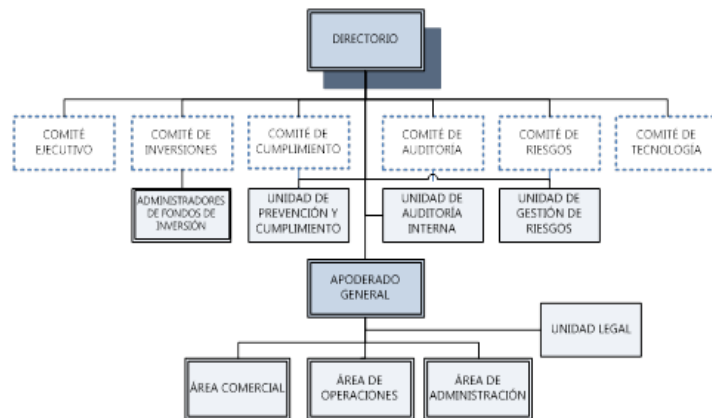 DIRECTORIO
COMITÉ
EJECUTIVO
COMITÉ DE
INVERSIONES
COMITÉ DE
CUMPLIMIENTO
COMITÉ DE
AUDITORÍA
COMITÉ DE
RIESGOS
COMITÉ DE
TECNOLOGÍA
ADMINISTRADORES
DE FONDOS DE
INVERSIÓN
UNIDAD DE
PREVENCIÓN Y
CUMPLIMIENTO
UNIDAD DE
AUDITORÍA
INTERNA
UNIDAD DE
GESTIÓN DE
RIESGOS
APODERADO
GENERAL
UNIDAD LEGAL
ÁREA COMERCIAL
ÁREA DE
OPERACIONES
ÁREA DE
ADMINISTRACIÓN